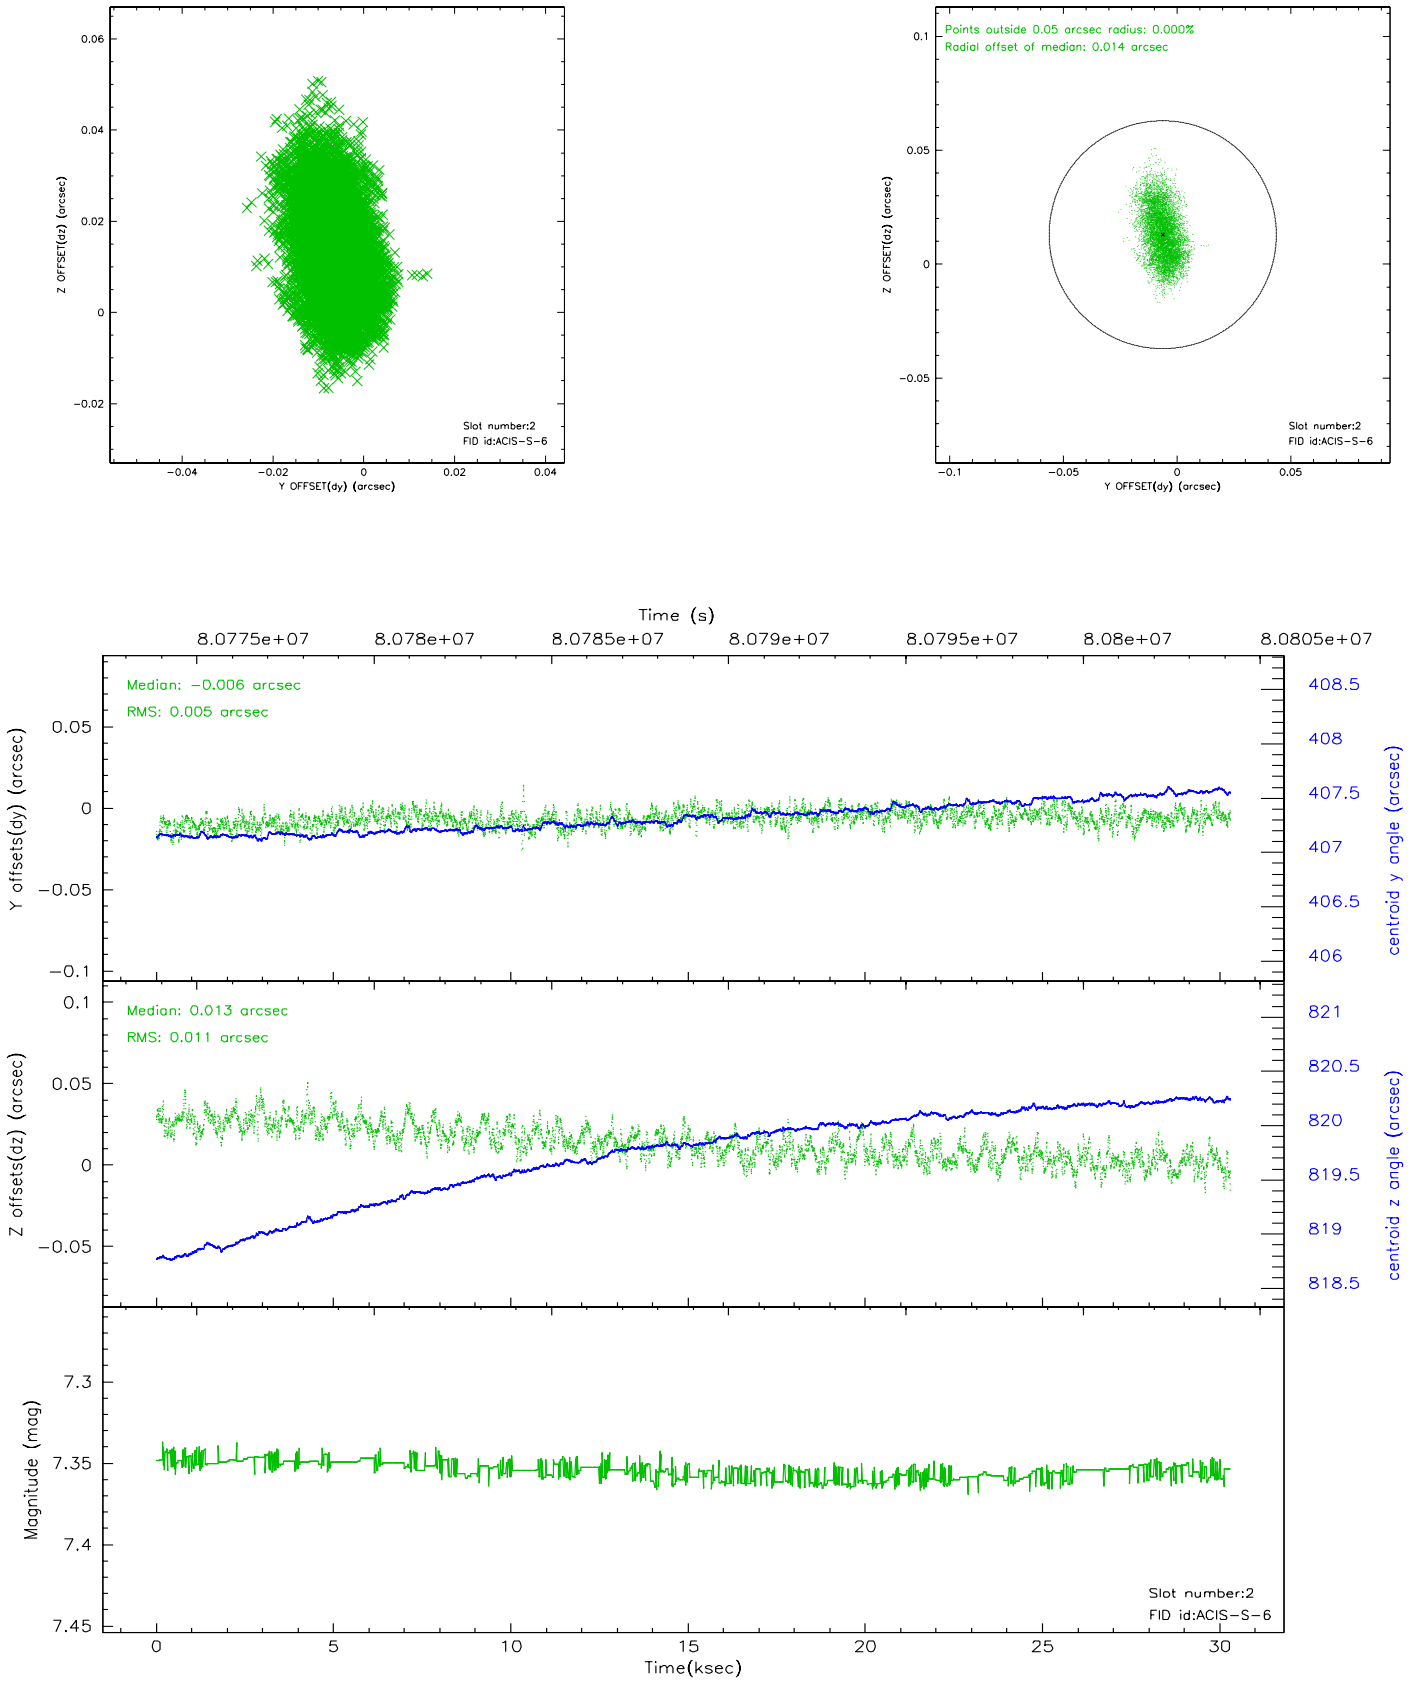 0.06
0.04
0.02
0
−0.02
Z OFFSET(dz) (arcsec)
Slot number:2
FID id:ACIS−S−6
−0.04 −0.02 0 0.02 0.04
Y OFFSET(dy) (arcsec)
Points outside 0.05 arcsec radius: 0.000%
Radial offset of median: 0.014 arcsec
0.1
0.05
0
−0.05
Z OFFSET(dz) (arcsec)
Slot number:2
FID id:ACIS−S−6
−0.1 −0.05 0 0.05
Y OFFSET(dy) (arcsec)
Time (s)
8.0775e+07 8.078e+07 8.0785e+07 8.079e+07 8.0795e+07 8.08e+07 8.0805e+07
Median: −0.006 arcsec
RMS: 0.005 arcsec
0.05
0
−0.05
−0.1
Y offsets(dy) (arcsec)
408.5
408
407.5
407
406.5
406
centroid y angle (arcsec)
Median: 0.013 arcsec
RMS: 0.011 arcsec
0.1
0.05
0
−0.05
Z offsets(dz) (arcsec)
821
820.5
820
819.5
819
818.5
centroid z angle (arcsec)
7.3
7.35
7.4
7.45
Magnitude (mag)
Slot number:2
FID id:ACIS−S−6
0 5 10 15 20 25 30
Time(ksec)